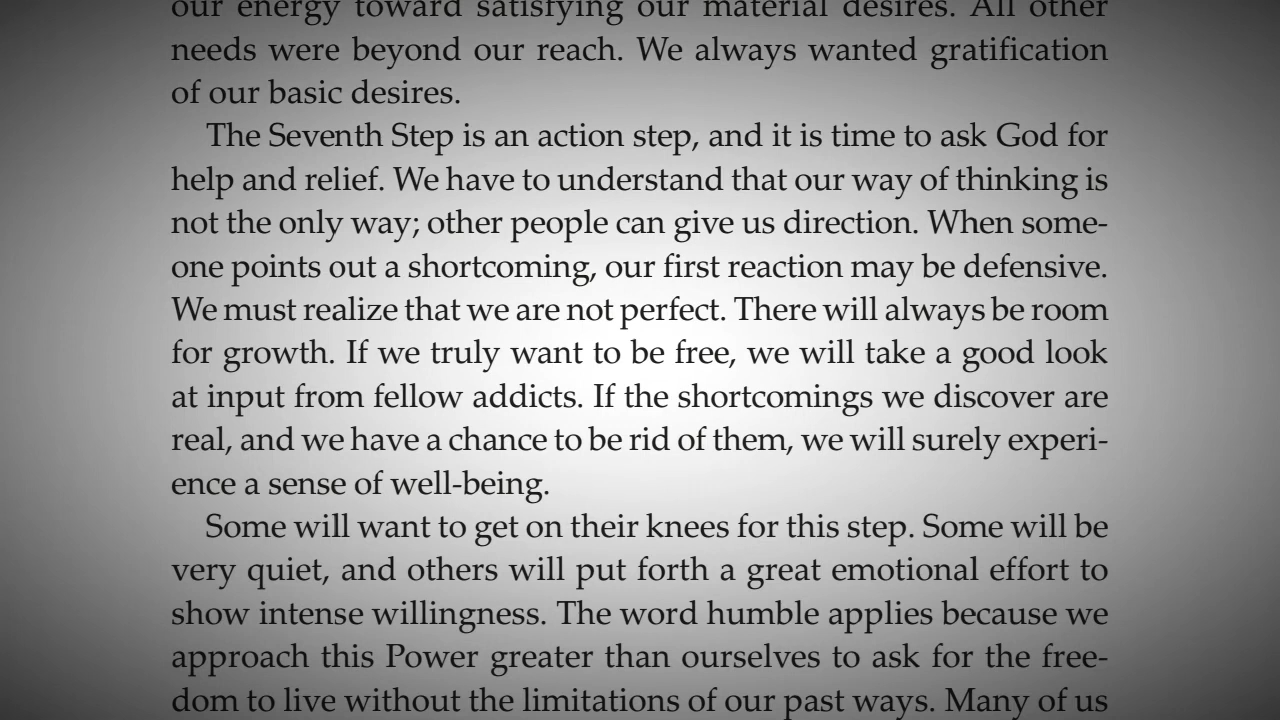 our energy toward satisfying our material desires. All other
needs were beyond our reach. We always wanted gratification
of our basic desires.
The Seventh Step is an action step, and it is time to ask God for
help and relief. We have to understand that our way of thinking is
not the only way; other people can give us direction. When some-
one points out a shortcoming, our first reaction may be defensive.
We must realize that we are not perfect. There will always be room
for growth. If we truly want to be free, we will take a good look
at input from fellow addicts. If the shortcomings we discover are
real, and we have a chance to be rid of them, we will surely experi-
ence a sense of well-being.
Some will want to get on their knees for this step. Some will be
very quiet, and others will put forth a great emotional effort to
show intense willingness. The word humble applies because we
approach this Power greater than ourselves to ask for the free-
dom to live without the limitations of our past ways. Many of us